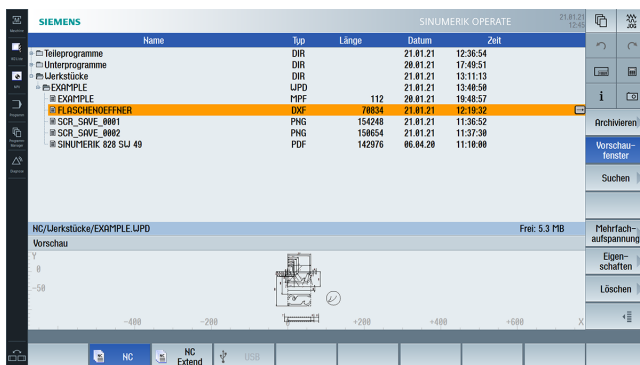 SIEMENS
SINUMERIK OPERATE
21.01.21
12:45
JOG
Name Typ Länge Datum Zeit
Teileprogramme DIR 21.01.21 12:36:54
Unterprogramme DIR 20.01.21 17:49:51
Werkstücke DIR 21.01.21 13:11:13
EXAMPLE WPD 21.01.21 13:40:50
EXAMPLE MPF 112 20.01.21 19:48:57
FLASCHENOEFFNER DXF 70834 21.01.21 12:19:32
SCR_SAVE_0001 PNG 154248 21.01.21 11:36:52
SCR_SAVE_0002 PNG 150654 21.01.21 11:37:30
SINUMERIK 828 SW 49 PDF 142976 06.04.20 11:10:00
NC/Werkstücke/EXAMPLE.WPD Frei: 5.3 MB
Vorschau
Y
0
-50
-400 -200 0 +200 +400 +600 X
Archivieren
Vorschau-
fenster
Suchen
Mehrfach-
aufspannung
Eigen-
schaften
Löschen
NC
NC
Extend
USB